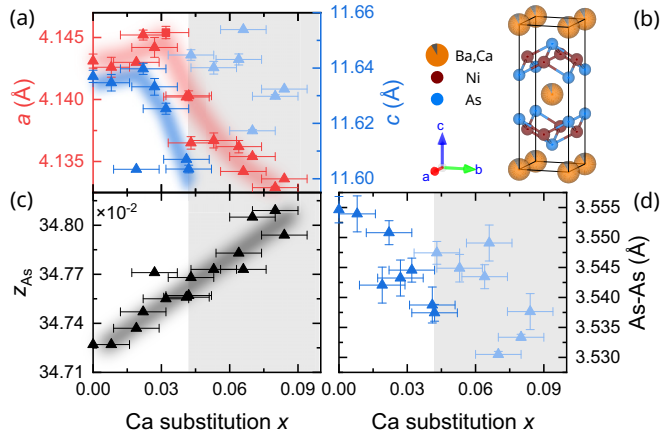 (a)
4.145
4.140
4.135
a (Å)
11.66
11.64
11.62
11.60
c (Å)
(b)
Ba,Ca
Ni
As
c
a
b
(c)
×10⁻²
34.80
34.77
34.74
34.71
z_As
0.00
0.03
0.06
Ca substitution x
(d)
3.555
3.550
3.545
3.540
3.535
3.530
As-As (Å)
0.00
0.03
0.06
0.09
Ca substitution x